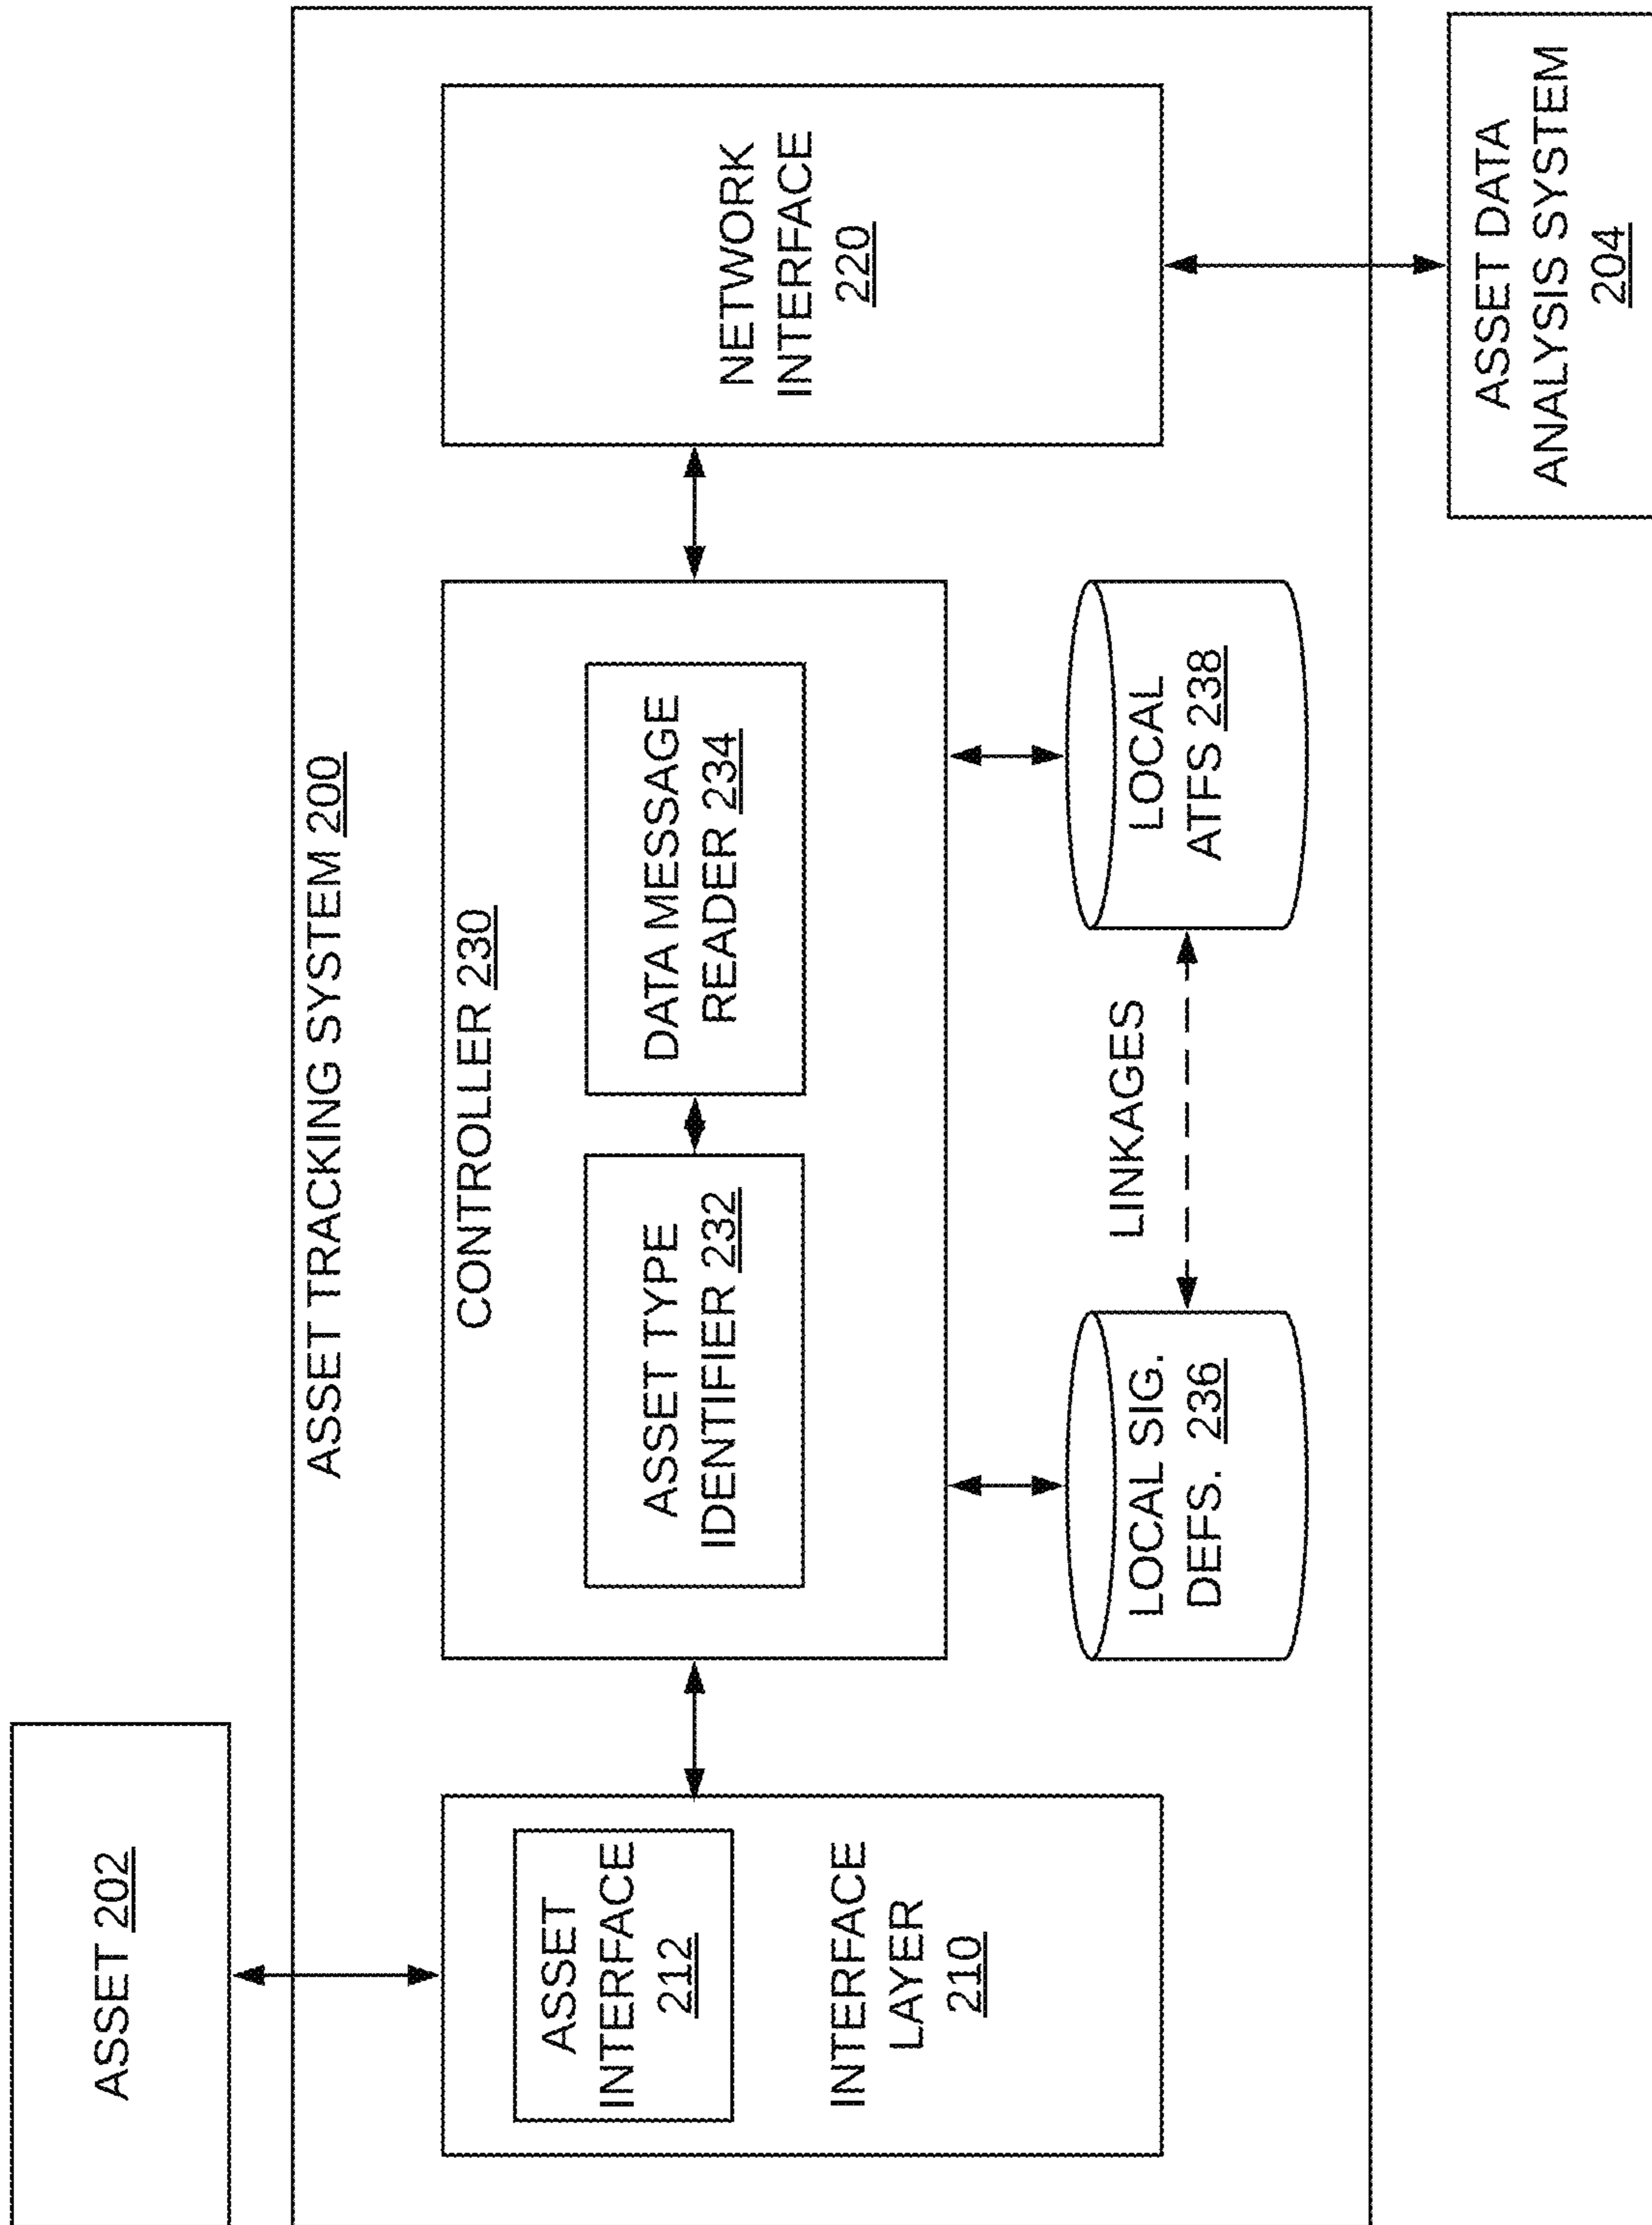 ASSET 202
ASSET TRACKING SYSTEM 200
ASSET
INTERFACE
212
INTERFACE
LAYER
210
CONTROLLER 230
ASSET TYPE
IDENTIFIER 232
DATA MESSAGE
READER 234
NETWORK
INTERFACE
220
LOCAL SIG.
DEFS. 236
LINKAGES
LOCAL
ATFS 238
ASSET DATA
ANALYSIS SYSTEM
204